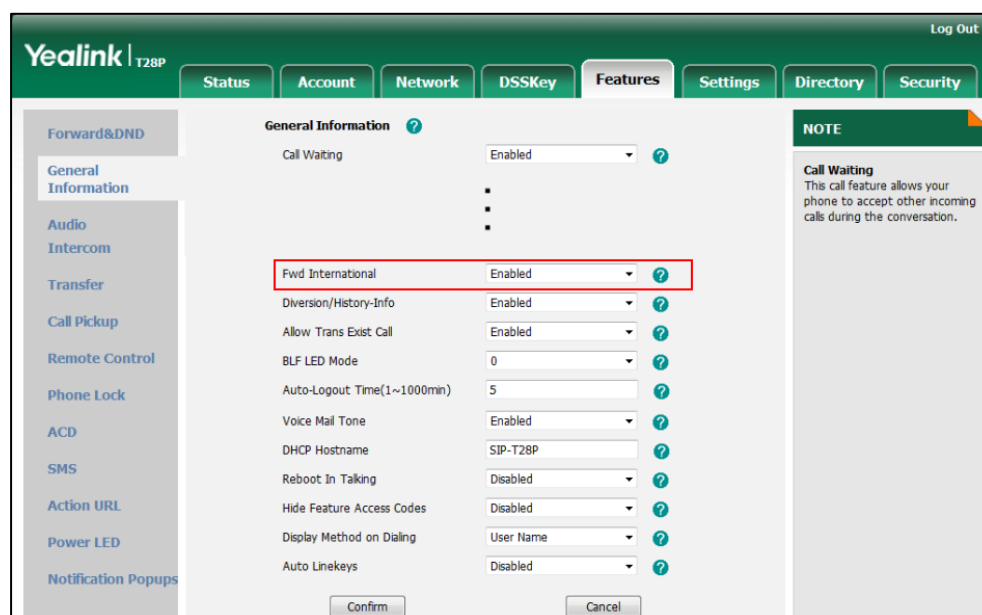 Log Out
Yealink T28P
Status Account Network DSSKey Features Settings Directory Security
Forward&DND
General
Information
Audio
Intercom
Transfer
Call Pickup
Remote Control
Phone Lock
ACD
SMS
Action URL
Power LED
Notification Popups
General Information ?
Call Waiting Enabled ?
Fwd International Enabled ?
Diversion/History-Info Enabled ?
Allow Trans Exist Call Enabled ?
BLF LED Mode 0 ?
Auto-Logout Time(1~1000min) 5 ?
Voice Mail Tone Enabled ?
DHCP Hostname SIP-T28P ?
Reboot In Talking Disabled ?
Hide Feature Access Codes Disabled ?
Display Method on Dialing User Name ?
Auto Linekeys Disabled ?
Confirm Cancel
NOTE
Call Waiting
This call feature allows your
phone to accept other incoming
calls during the conversation.